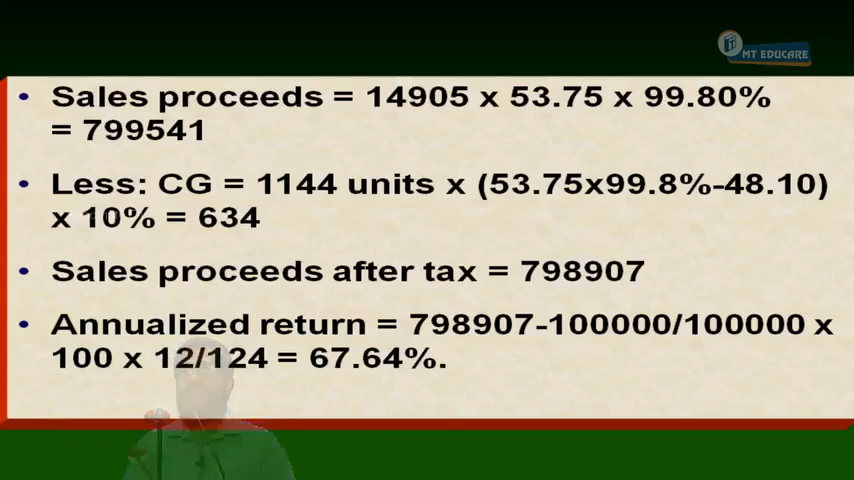 MT EDUCARE
• Sales proceeds = 14905 x 53.75 x 99.80%
= 799541
• Less: CG = 1144 units x (53.75x99.8%-48.10)
x 10% = 634
• Sales proceeds after tax = 798907
• Annualized return = 798907-100000/100000 x
100 x 12/124 = 67.64%.